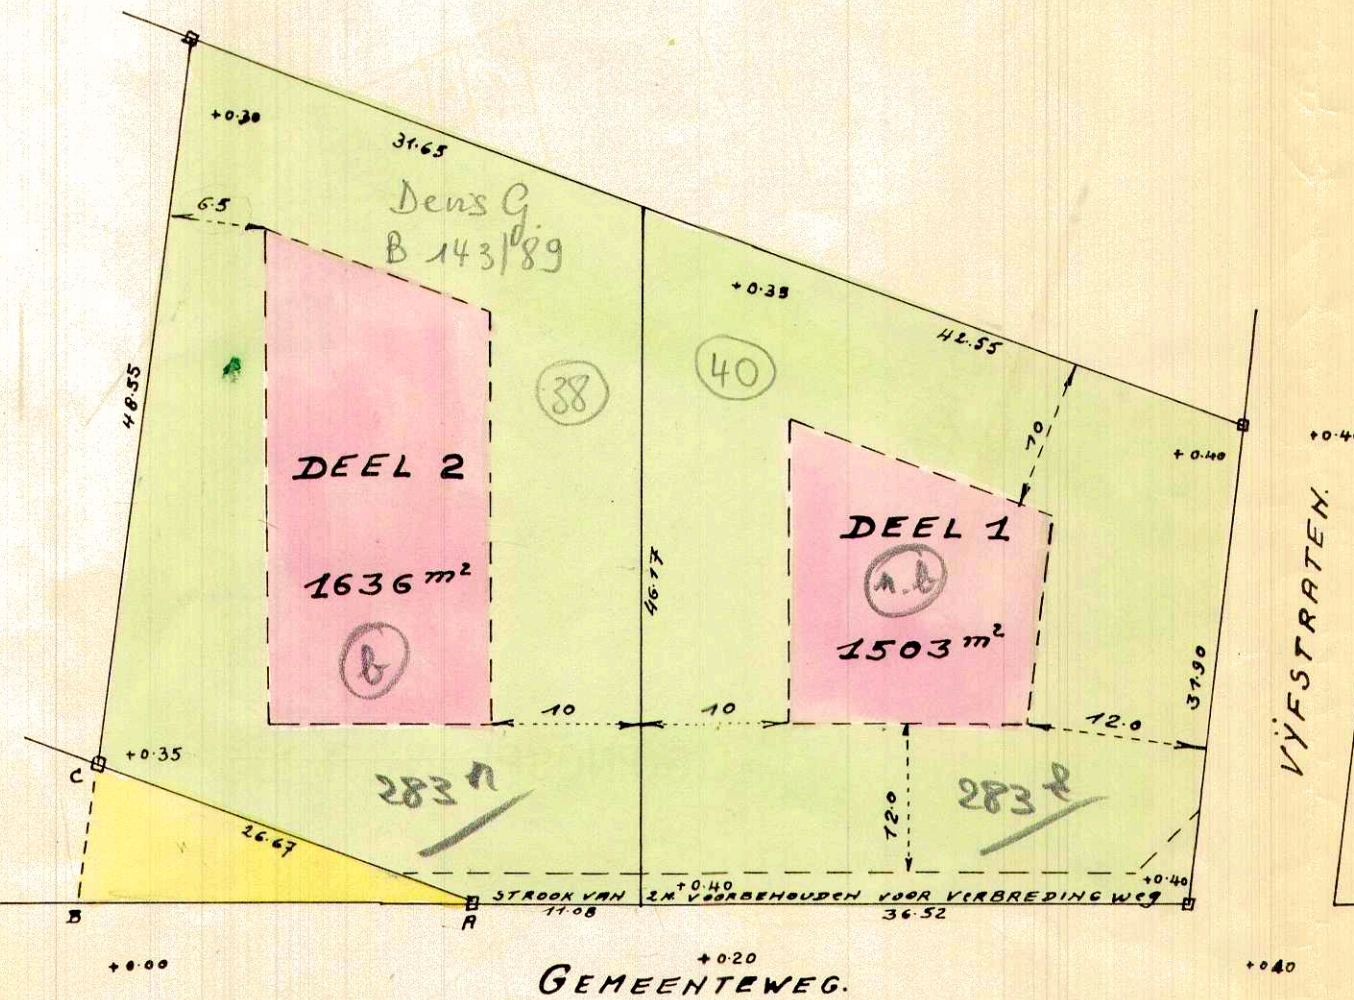 +0.30
31.65
6.5
Dens G.
B 143/89
+0.35
42.55
48.55
38
40
10
+0.40
+0.40
DEEL 2
1636 m²
b
46.17
DEEL 1
n.b
1503 m²
VIJFSTRATEN.
31.90
10
10
12.0
C
+0.35
283 n
283
12.0
26.67
+0.40
+0.40
STROOK VAN 2M. VOORBEHOUDEN VOOR VERBREDING Weg
B
A
11.08
36.52
+0.00
+0.20
+0.40
GEMEENTEWEG.